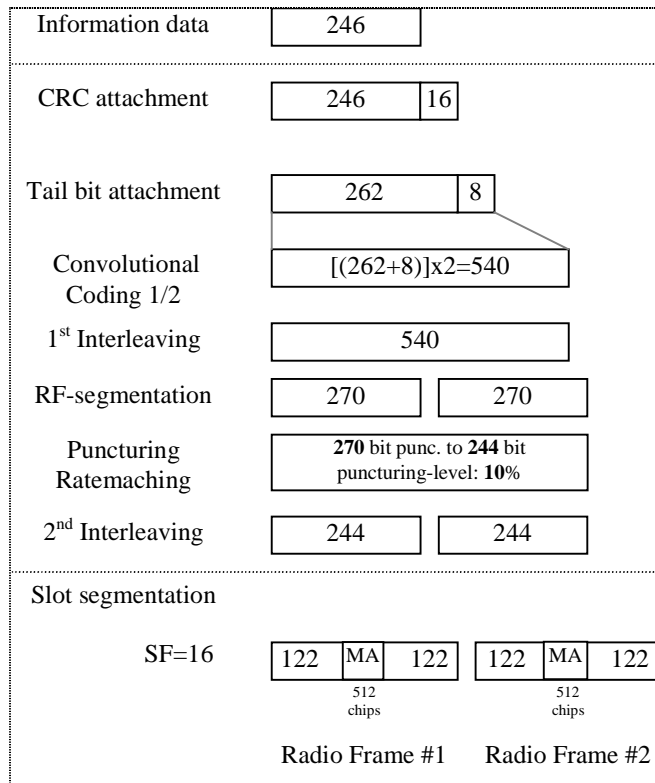 Information data 246
CRC attachment 246 16
Tail bit attachment 262 8
Convolutional
Coding 1/2
[(262+8)]x2=540
1st Interleaving 540
RF-segmentation 270 270
Puncturing
Ratemaching
270 bit punc. to 244 bit
puncturing-level: 10%
2nd Interleaving 244 244
Slot segmentation
SF=16 122 MA 122 122 MA 122
512 512
chips chips
Radio Frame #1 Radio Frame #2